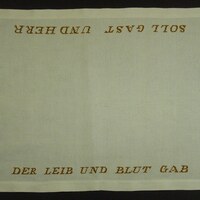 SOLL GAST UND HERR
DER LEIB UND BLUT GAB